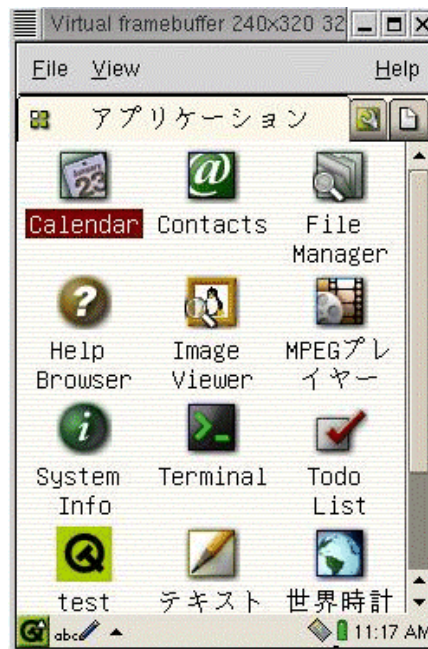 Virtual framebuffer 240x320 32
File View Help
アプリケーション
Calendar Contacts File Manager
Help Browser Image Viewer MPEGプレイヤー
System Info Terminal Todo List
test テキスト 世界時計
abc 11:17 AM